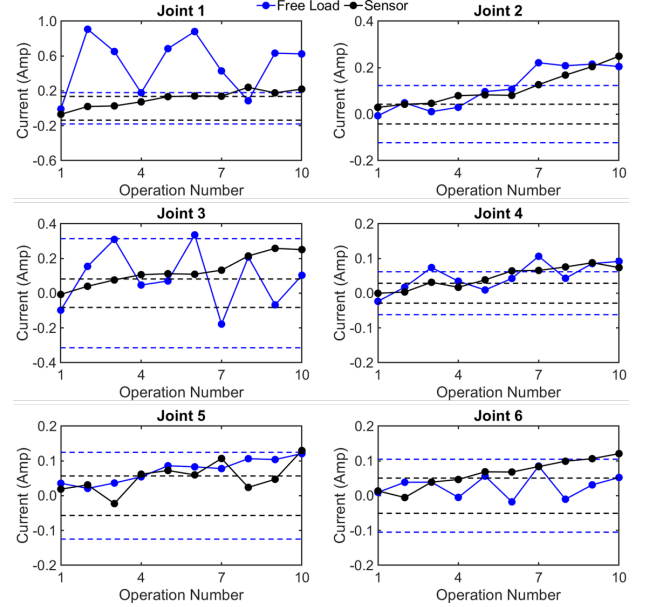 Free Load Sensor
Joint 1 Joint 2
1.0
0.6
0.2
-0.2
-0.6
Current (Amp)
1 4 7 10
Operation Number
0.4
0.2
0.0
-0.2
Current (Amp)
1 4 7 10
Operation Number
Joint 3 Joint 4
0.4
0.2
0.0
-0.2
-0.4
Current (Amp)
1 4 7 10
Operation Number
0.2
0.1
0.0
-0.1
-0.2
Current (Amp)
1 4 7 10
Operation Number
Joint 5 Joint 6
0.2
0.1
0.0
-0.1
-0.2
Current (Amp)
1 4 7 10
Operation Number
0.2
0.1
0.0
-0.1
-0.2
Current (Amp)
1 4 7 10
Operation Number